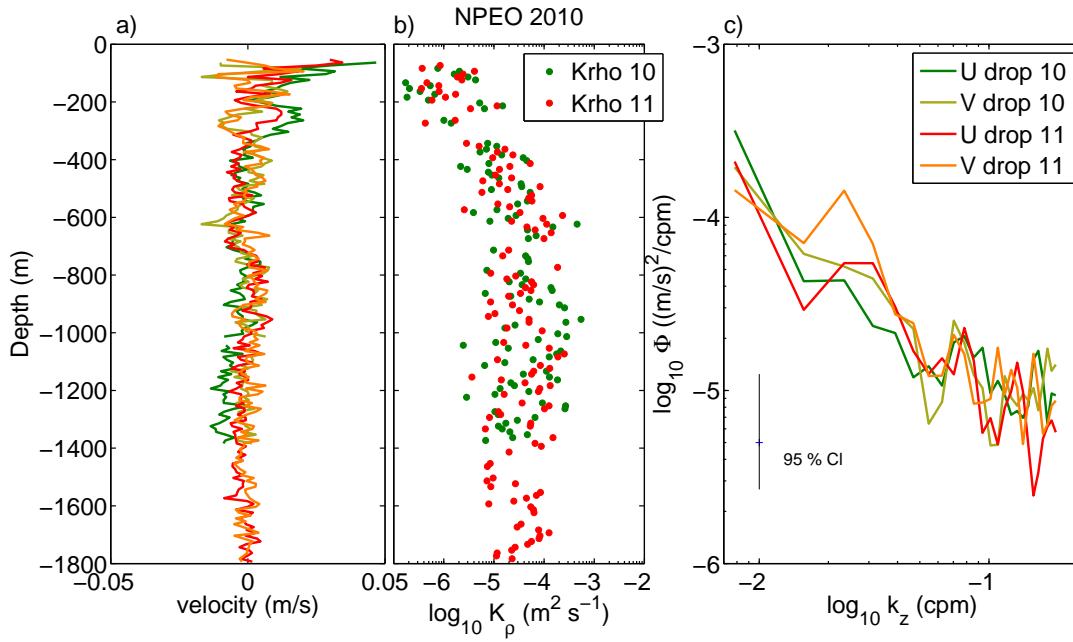 NPEO 2010
a)
b)
c)
0
−200
−400
−600
−800
−1000
−1200
−1400
−1600
−1800
Depth (m)
−0.05
0
0.05
velocity (m/s)
Krho 10
Krho 11
−6
−5
−4
−3
−2
log10 Kρ (m2 s−1)
−3
−4
−5
−6
log10 Φ ((m/s)2/cpm)
U drop 10
V drop 10
U drop 11
V drop 11
95 % CI
−2
−1
log10 kz (cpm)